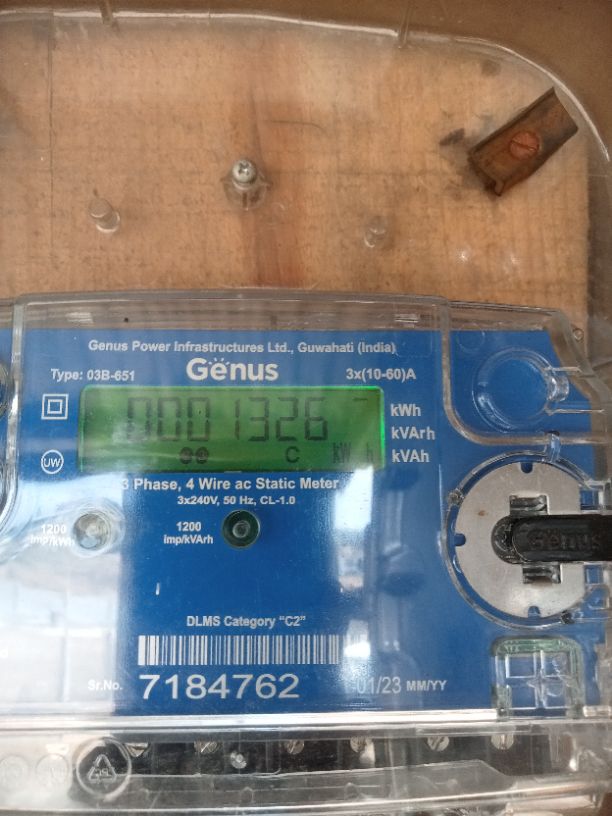 Genus Power Infrastructures Ltd., Guwahati (India)
Type: 03B-651
Genus
3x(10-60)A
0001326
kWh
kVArh
kVAh
C
kW h
UW
3 Phase, 4 Wire ac Static Meter
3x240V, 50 Hz, CL-1.0
1200
imp/kWh
1200
imp/kVArh
Genus
DLMS Category "C2"
Sr.No. 7184762
01/23 MM/YY